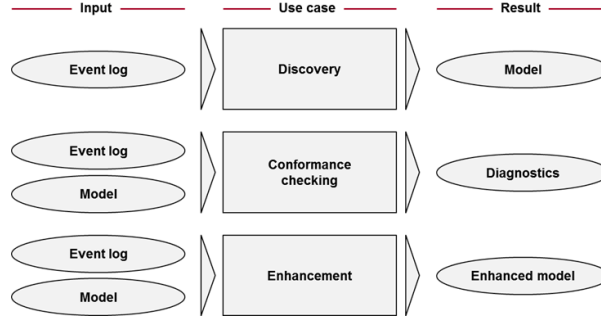 Input
Use case
Result
Event log
Discovery
Model
Event log
Model
Conformance
checking
Diagnostics
Event log
Model
Enhancement
Enhanced model